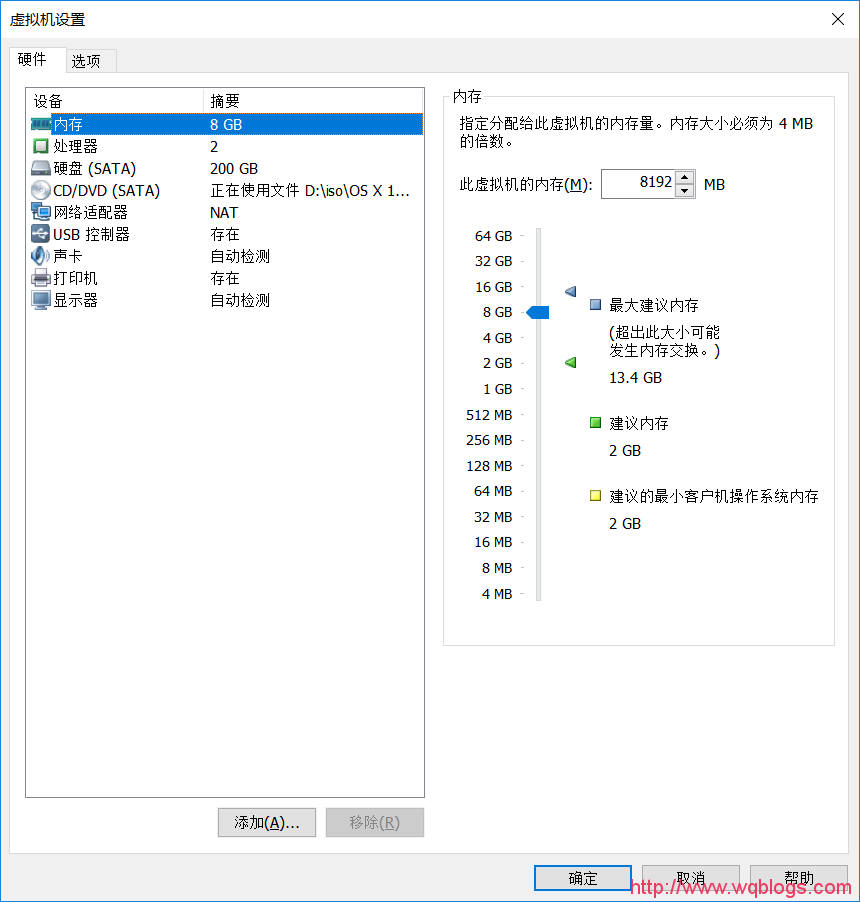 虚拟机设置
硬件 选项
设备 摘要
内存 8 GB
处理器 2
硬盘 (SATA) 200 GB
CD/DVD (SATA) 正在使用文件 D:\iso\OS X 1...
网络适配器 NAT
USB 控制器 存在
声卡 自动检测
打印机 存在
显示器 自动检测
添加(A)... 移除(R)
内存
指定分配给此虚拟机的内存量。内存大小必须为 4 MB
的倍数。
此虚拟机的内存(M): 8192 MB
64 GB
32 GB
16 GB
8 GB
4 GB
2 GB
1 GB
512 MB
256 MB
128 MB
64 MB
32 MB
16 MB
8 MB
4 MB
最大建议内存
(超出此大小可能
发生内存交换。)
13.4 GB
建议内存
2 GB
建议的最小客户机操作系统内存
2 GB
确定 取消 帮助
http://www.wqblogs.com